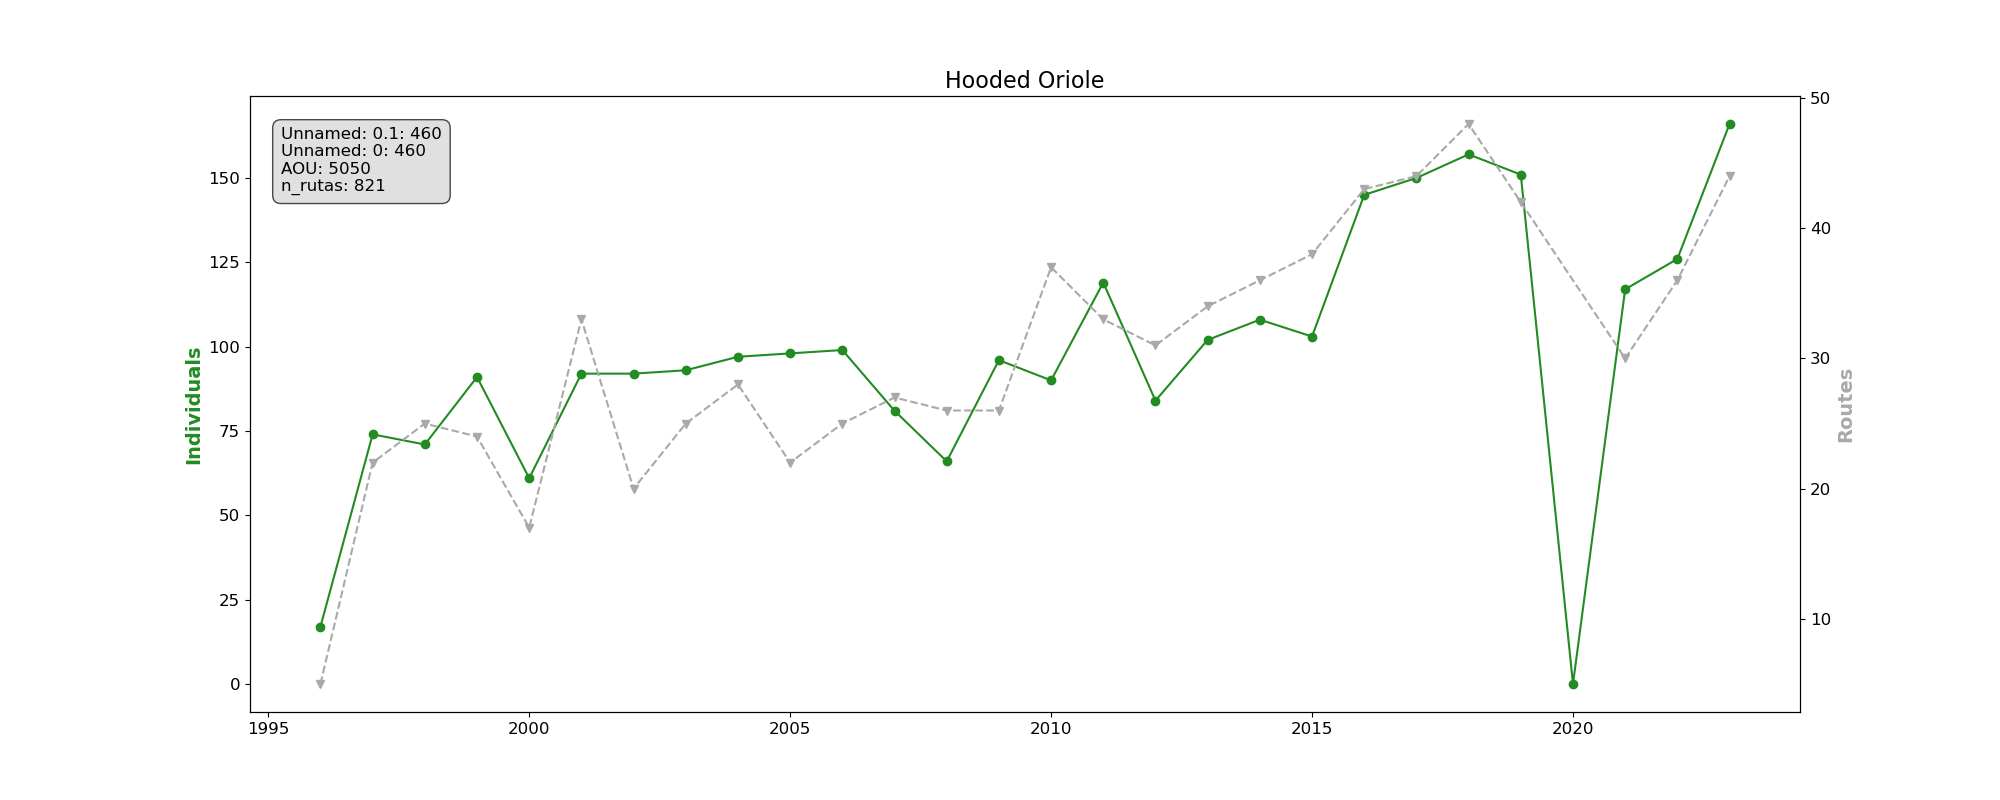 Hooded Oriole
Unnamed: 0.1: 460
Unnamed: 0: 460
AOU: 5050
n_rutas: 821
Individuals
150
125
100
75
50
25
0
50
40
30
20
10
Routes
1995 2000 2005 2010 2015 2020